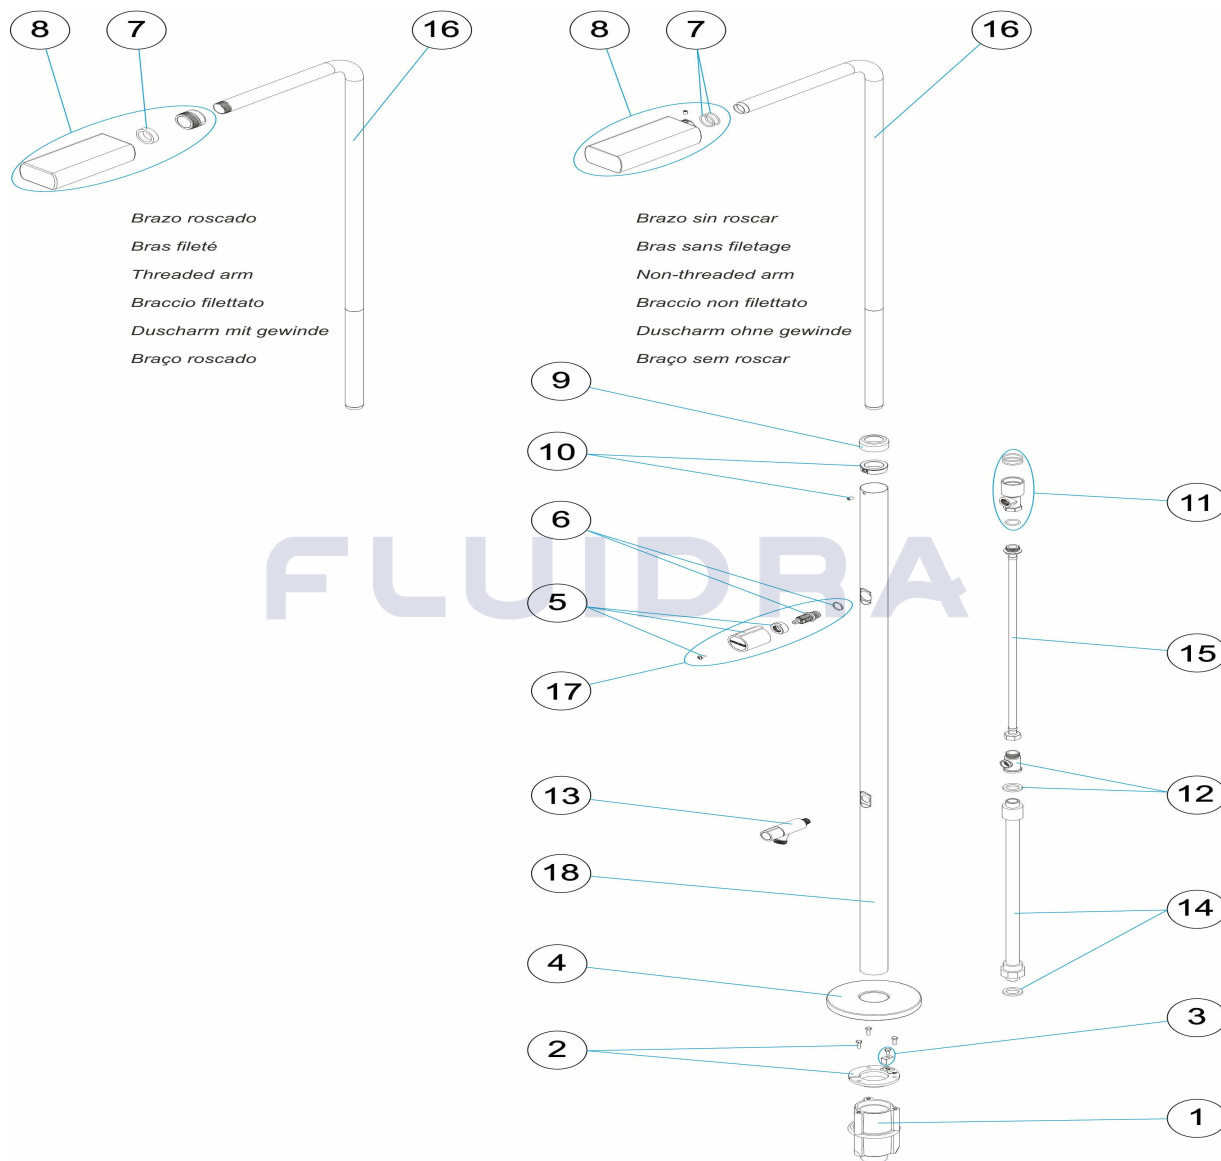 8 7 16 8 7 16
Brazo roscado
Bras fileté
Threaded arm
Braccio filettato
Duscharm mit gewinde
Braço roscado
Brazo sin roscar
Bras sans filetage
Non-threaded arm
Braccio non filettato
Duscharm ohne gewinde
Braço sem roscar
9
10
11
6
FLUIDRA
5
15
17
13
12
18
14
4
3
2
1